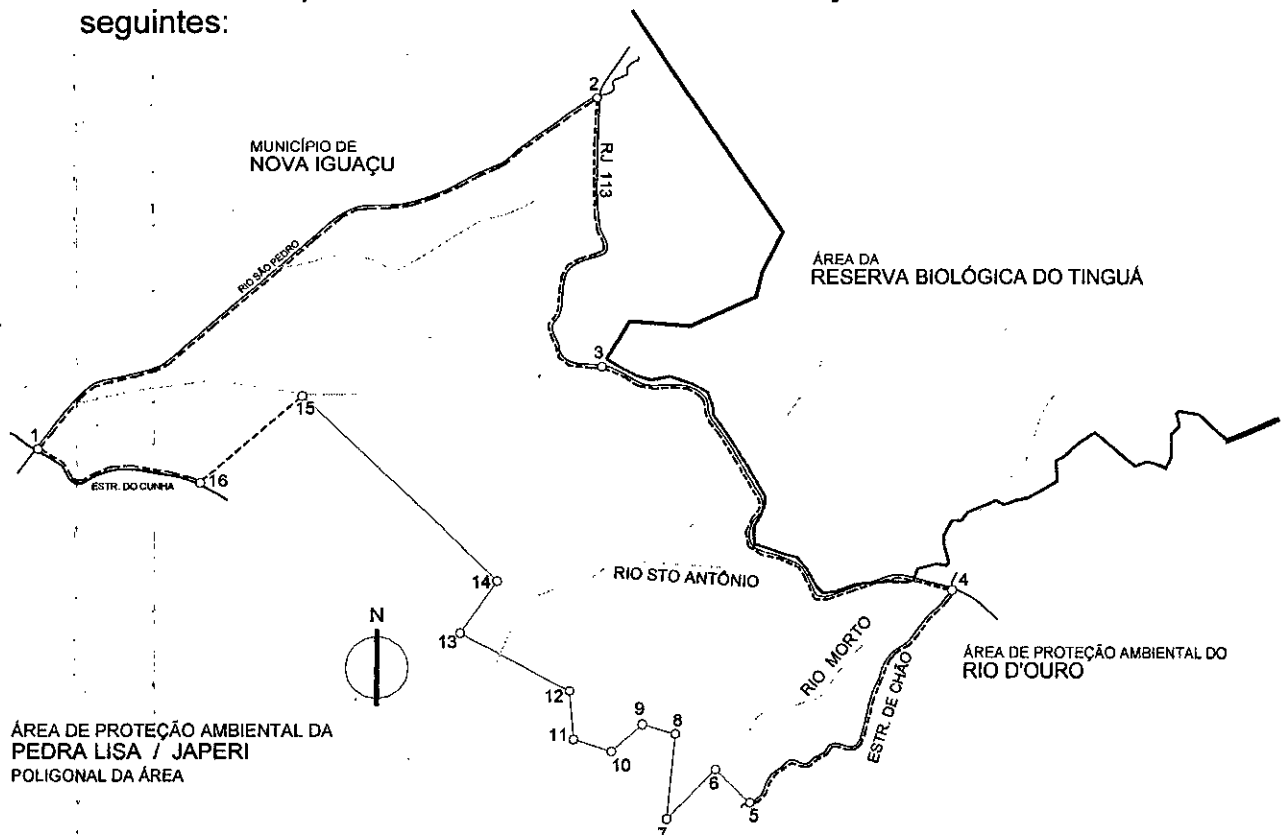 seguintes:
2
MUNICÍPIO DE
NOVA IGUAÇU
RJ 113
RIO SÃO PEDRO
ÁREA DA
RESERVA BIOLÓGICA DO TINGUÁ
3
15
1
16
ESTR. DO CUNHA
14
RIO STO ANTÔNIO
4
N
13
RIO MORTO
ESTR. DE CHÃO
ÁREA DE PROTEÇÃO AMBIENTAL DO
RIO D'OURO
12
9
8
11
10
ÁREA DE PROTEÇÃO AMBIENTAL DA
PEDRA LISA / JAPERI
POLIGONAL DA ÁREA
6
5
7